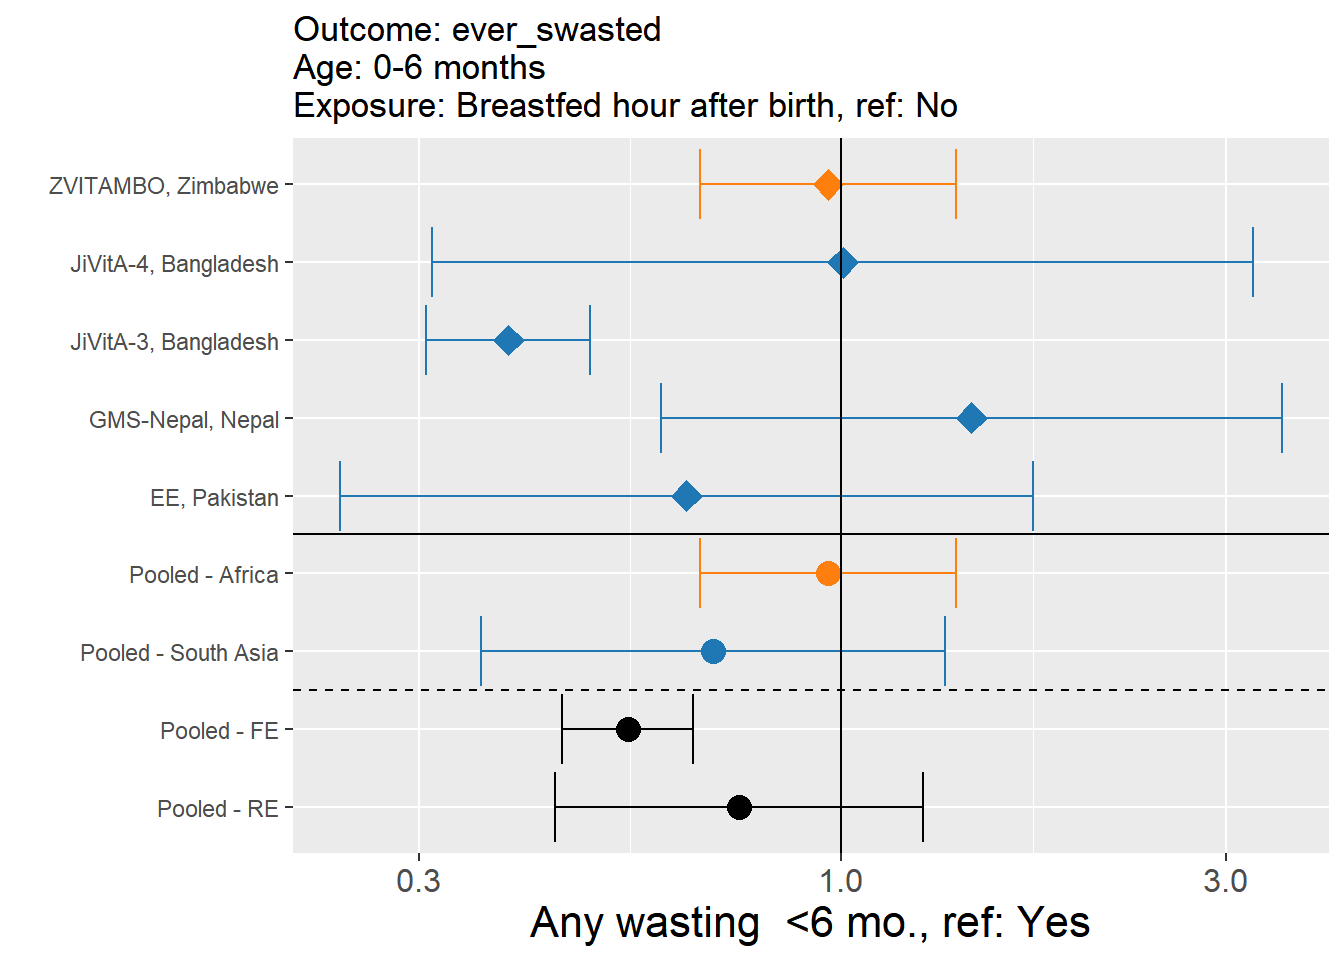 Outcome: ever_swasted
Age: 0-6 months
Exposure: Breastfed hour after birth, ref: No
ZVITAMBO, Zimbabwe
JiVitA-4, Bangladesh
JiVitA-3, Bangladesh
GMS-Nepal, Nepal
EE, Pakistan
Pooled - Africa
Pooled - South Asia
Pooled - FE
Pooled - RE
0.3 1.0 3.0
Any wasting  <6 mo., ref: Yes